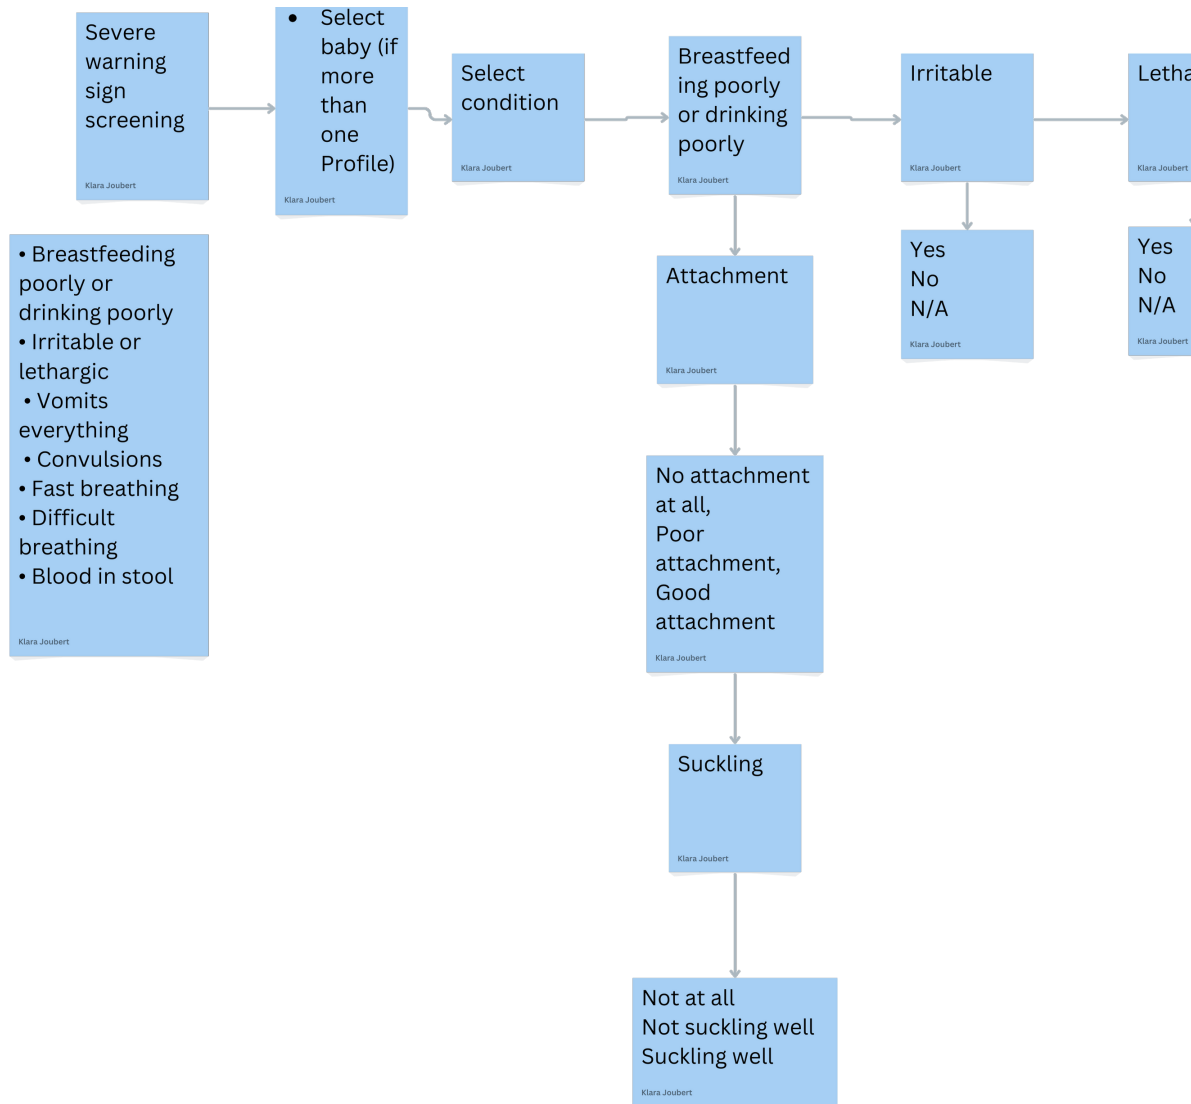 Severe
warning
sign
screening
Klara Joubert
• Select
baby (if
more
than
one
Profile)
Klara Joubert
Select
condition
Klara Joubert
Breastfeed
ing poorly
or drinking
poorly
Klara Joubert
Irritable
Klara Joubert
Letha
Klara Joubert
• Breastfeeding
poorly or
drinking poorly
• Irritable or
lethargic
• Vomits
everything
• Convulsions
• Fast breathing
• Difficult
breathing
• Blood in stool
Klara Joubert
Attachment
Klara Joubert
Yes
No
N/A
Klara Joubert
Yes
No
N/A
Klara Joubert
No attachment
at all,
Poor
attachment,
Good
attachment
Klara Joubert
Suckling
Klara Joubert
Not at all
Not suckling well
Suckling well
Klara Joubert